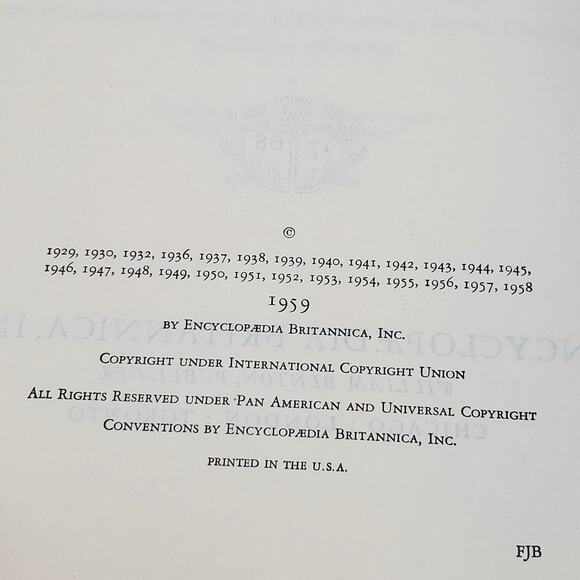 ©
1929, 1930, 1932, 1936, 1937, 1938, 1939, 1940, 1941, 1942, 1943, 1944, 1945,
1946, 1947, 1948, 1949, 1950, 1951, 1952, 1953, 1954, 1955, 1956, 1957, 1958
1959
BY ENCYCLOPÆDIA BRITANNICA, INC.
COPYRIGHT UNDER INTERNATIONAL COPYRIGHT UNION
ALL RIGHTS RESERVED UNDER PAN AMERICAN AND UNIVERSAL COPYRIGHT
CONVENTIONS BY ENCYCLOPÆDIA BRITANNICA, INC.
PRINTED IN THE U.S.A.
FJB